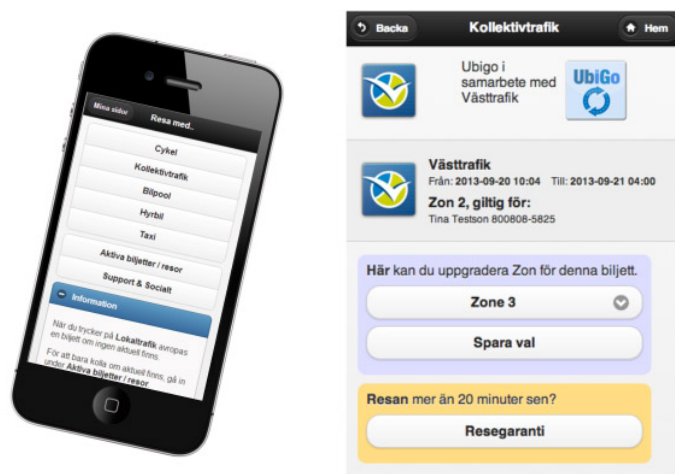 Mina sidor
Resa med..
Cykel
Kollektivtrafik
Bilpool
Hyrbil
Taxi
Aktiva biljetter / resor
Support & Socialt
Information
När du trycker på Lokaltrafik avropas
en biljett om ingen aktuell finns.
För att bara kolla om aktuell finns, gå in
under Aktiva biljetter / resor
Backa
Kollektivtrafik
Hem
Ubigo i
samarbete med
Västtrafik
UbiGo
Västtrafik
Från: 2013-09-20 10:04 Till: 2013-09-21 04:00
Zon 2, giltig för:
Tina Testson 800808-5825
Här kan du uppgradera Zon för denna biljett.
Zone 3
Spara val
Resan mer än 20 minuter sen?
Resegaranti